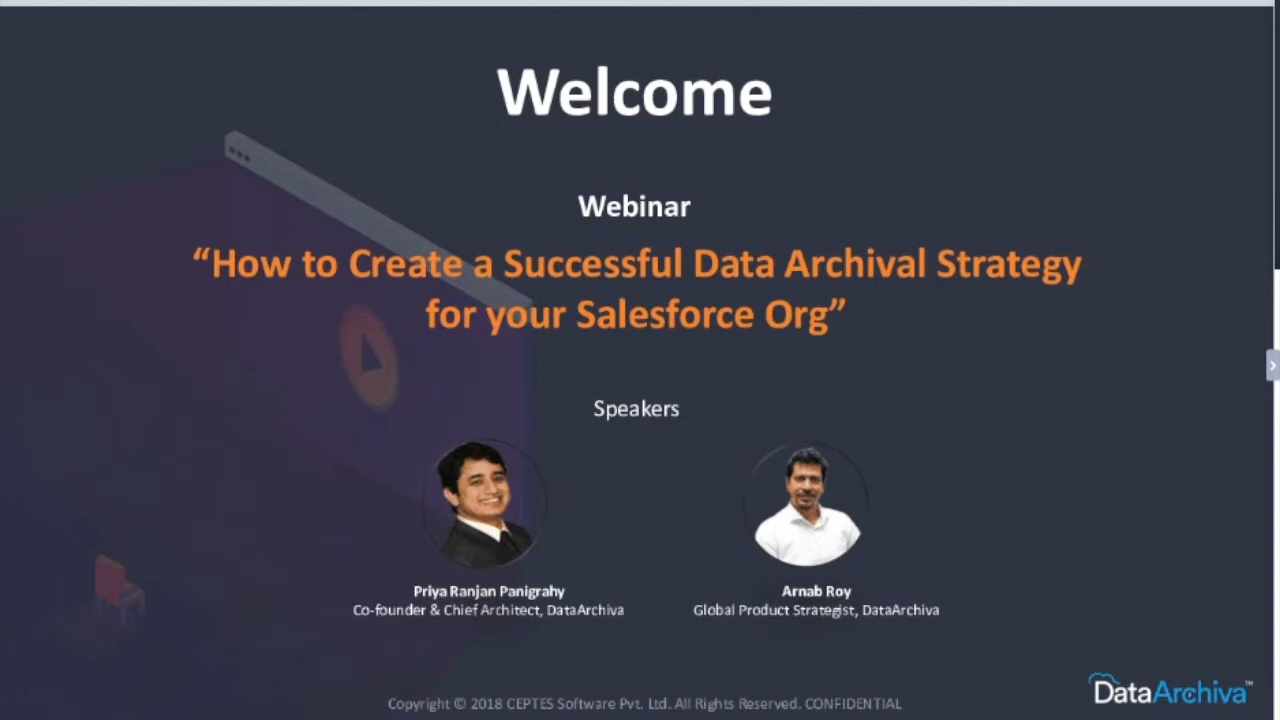 Welcome
Webinar
“How to Create a Successful Data Archival Strategy
for your Salesforce Org”
Speakers
Priya Ranjan Panigrahy
Co-founder & Chief Architect, DataArchiva
Arnab Roy
Global Product Strategist, DataArchiva
Copyright © 2018 CEPTES Software Pvt. Ltd. All Rights Reserved. CONFIDENTIAL
DataArchiva™